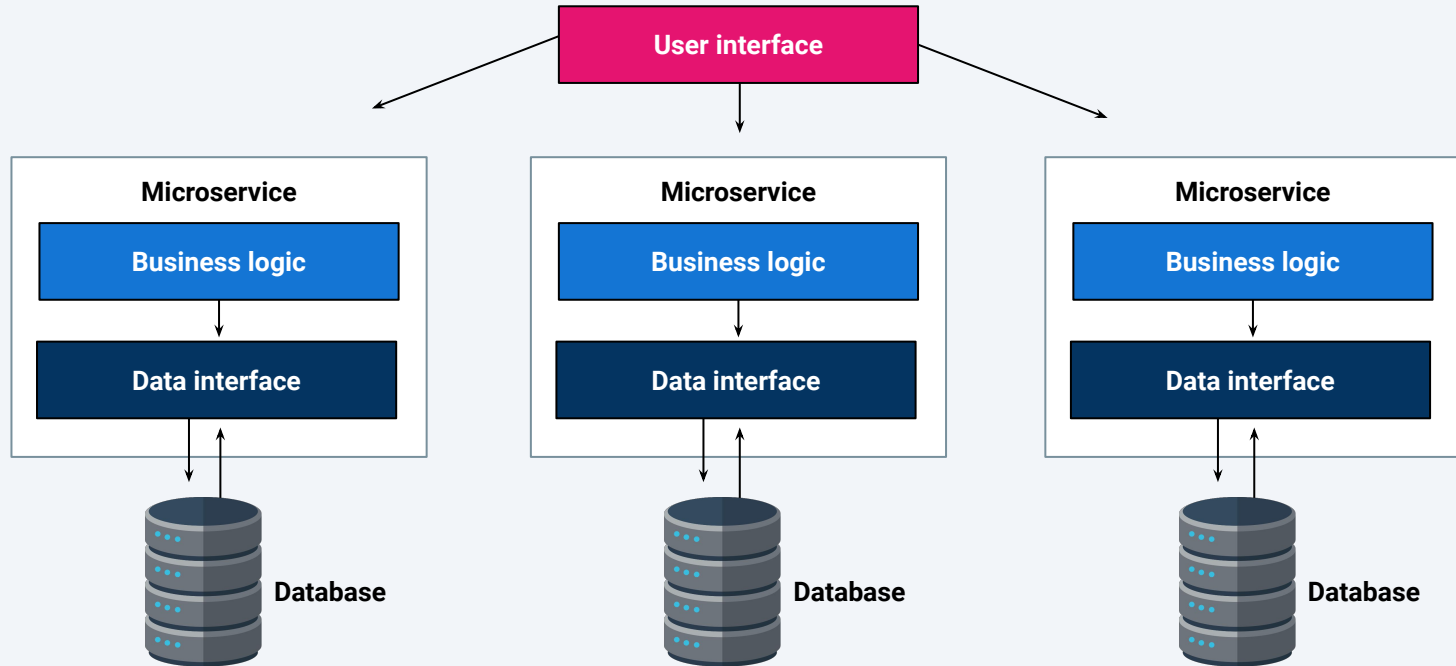 User interface
Microservice
Microservice
Microservice
Business logic
Business logic
Business logic
Data interface
Data interface
Data interface
Database
Database
Database